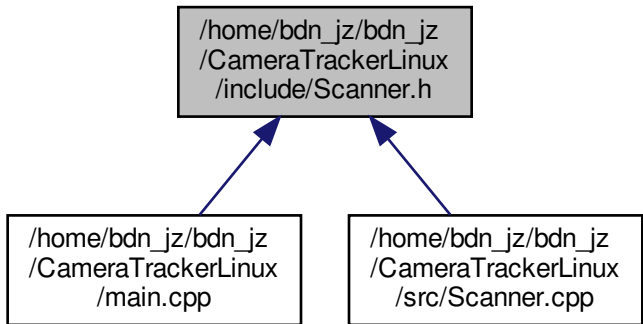 /home/bdn_jz/bdn_jz
/CameraTrackerLinux
/include/Scanner.h
/home/bdn_jz/bdn_jz
/CameraTrackerLinux
/main.cpp
/home/bdn_jz/bdn_jz
/CameraTrackerLinux
/src/Scanner.cpp